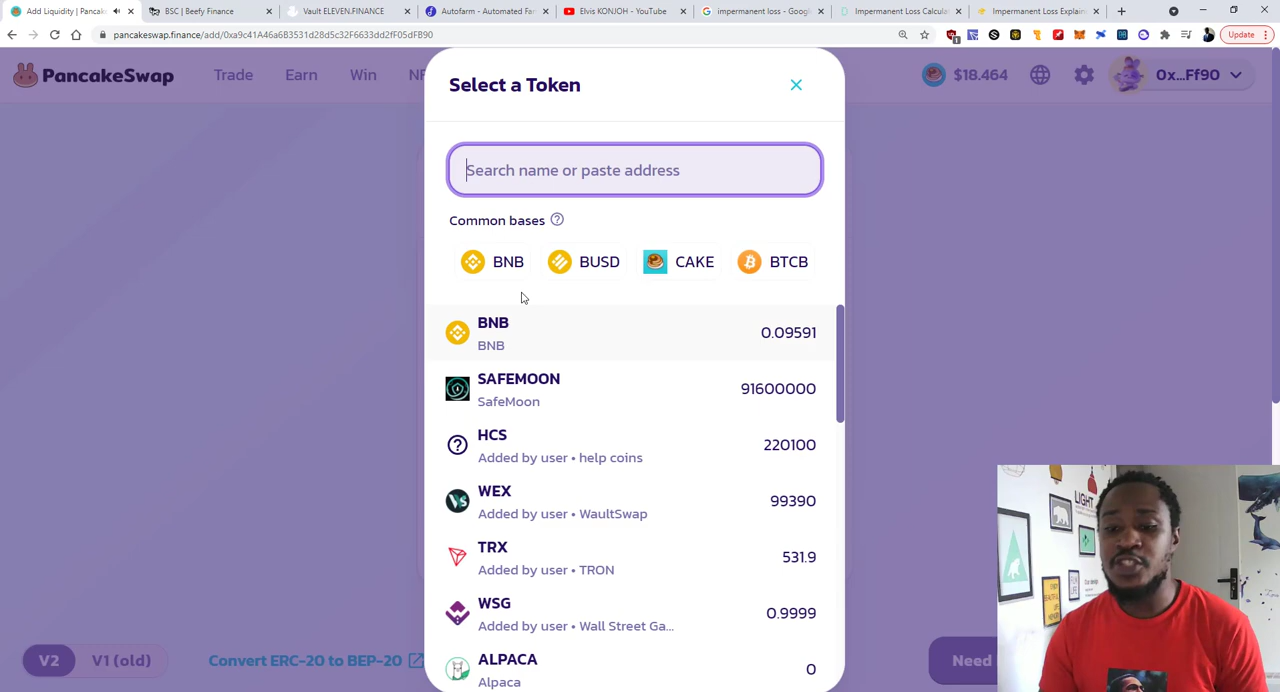 Add Liquidity | Pancake
BSC | Beefy Finance
Vault ELEVEN.FINANCE
Autofarm - Automated Far
Elvis KONJOH - YouTube
impermanent loss - Goog
Impermanent Loss Calcula
Impermanent Loss Explain
pancakeswap.finance/add/0xa9c41A46a6B3531d28d5c32F6633dd2fF05dFB90
Update
PancakeSwap
Trade
Earn
Win
NF
$18.464
0x...Ff90
Select a Token
Search name or paste address
Common bases
BNB
BUSD
CAKE
BTCB
BNB
0.09591
BNB
SAFEMOON
91600000
SafeMoon
HCS
220100
Added by user • help coins
WEX
99390
Added by user • WaultSwap
TRX
531.9
Added by user • TRON
WSG
0.9999
Added by user • Wall Street Ga...
ALPACA
0
Alpaca
V2
V1 (old)
Convert ERC-20 to BEP-20
Need
LIGHT